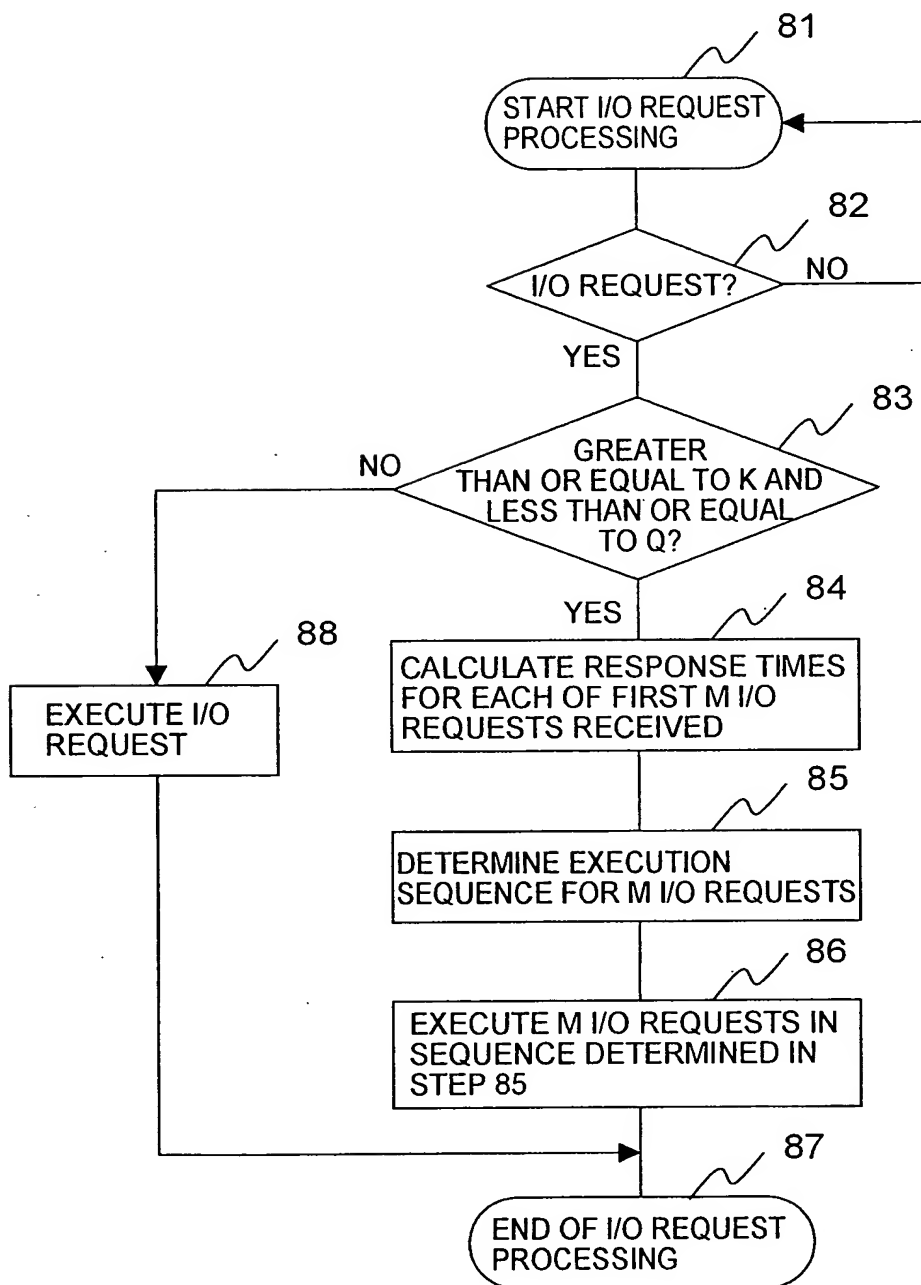 81
START I/O REQUEST
PROCESSING
82
I/O REQUEST?
NO
YES
83
GREATER
THAN OR EQUAL TO K AND
LESS THAN OR EQUAL
TO Q?
NO
YES
84
CALCULATE RESPONSE TIMES
FOR EACH OF FIRST M I/O
REQUESTS RECEIVED
88
EXECUTE I/O
REQUEST
85
DETERMINE EXECUTION
SEQUENCE FOR M I/O REQUESTS
86
EXECUTE M I/O REQUESTS IN
SEQUENCE DETERMINED IN
STEP 85
87
END OF I/O REQUEST
PROCESSING